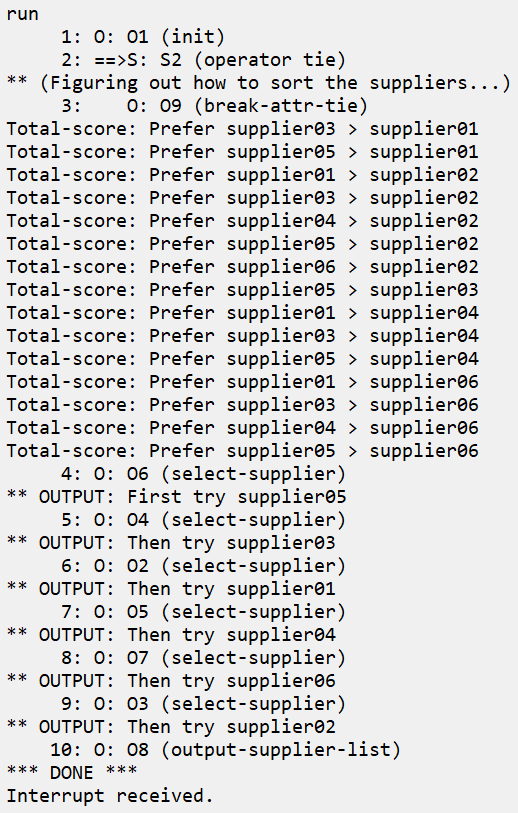 run
     1: O: O1 (init)
     2: ==>S: S2 (operator tie)
** (Figuring out how to sort the suppliers...)
     3:    O: O9 (break-attr-tie)
Total-score: Prefer supplier03 > supplier01
Total-score: Prefer supplier05 > supplier01
Total-score: Prefer supplier01 > supplier02
Total-score: Prefer supplier03 > supplier02
Total-score: Prefer supplier04 > supplier02
Total-score: Prefer supplier05 > supplier02
Total-score: Prefer supplier06 > supplier02
Total-score: Prefer supplier05 > supplier03
Total-score: Prefer supplier01 > supplier04
Total-score: Prefer supplier03 > supplier04
Total-score: Prefer supplier05 > supplier04
Total-score: Prefer supplier01 > supplier06
Total-score: Prefer supplier03 > supplier06
Total-score: Prefer supplier04 > supplier06
Total-score: Prefer supplier05 > supplier06
     4: O: O6 (select-supplier)
** OUTPUT: First try supplier05
     5: O: O4 (select-supplier)
** OUTPUT: Then try supplier03
     6: O: O2 (select-supplier)
** OUTPUT: Then try supplier01
     7: O: O5 (select-supplier)
** OUTPUT: Then try supplier04
     8: O: O7 (select-supplier)
** OUTPUT: Then try supplier06
     9: O: O3 (select-supplier)
** OUTPUT: Then try supplier02
    10: O: O8 (output-supplier-list)
*** DONE ***
Interrupt received.